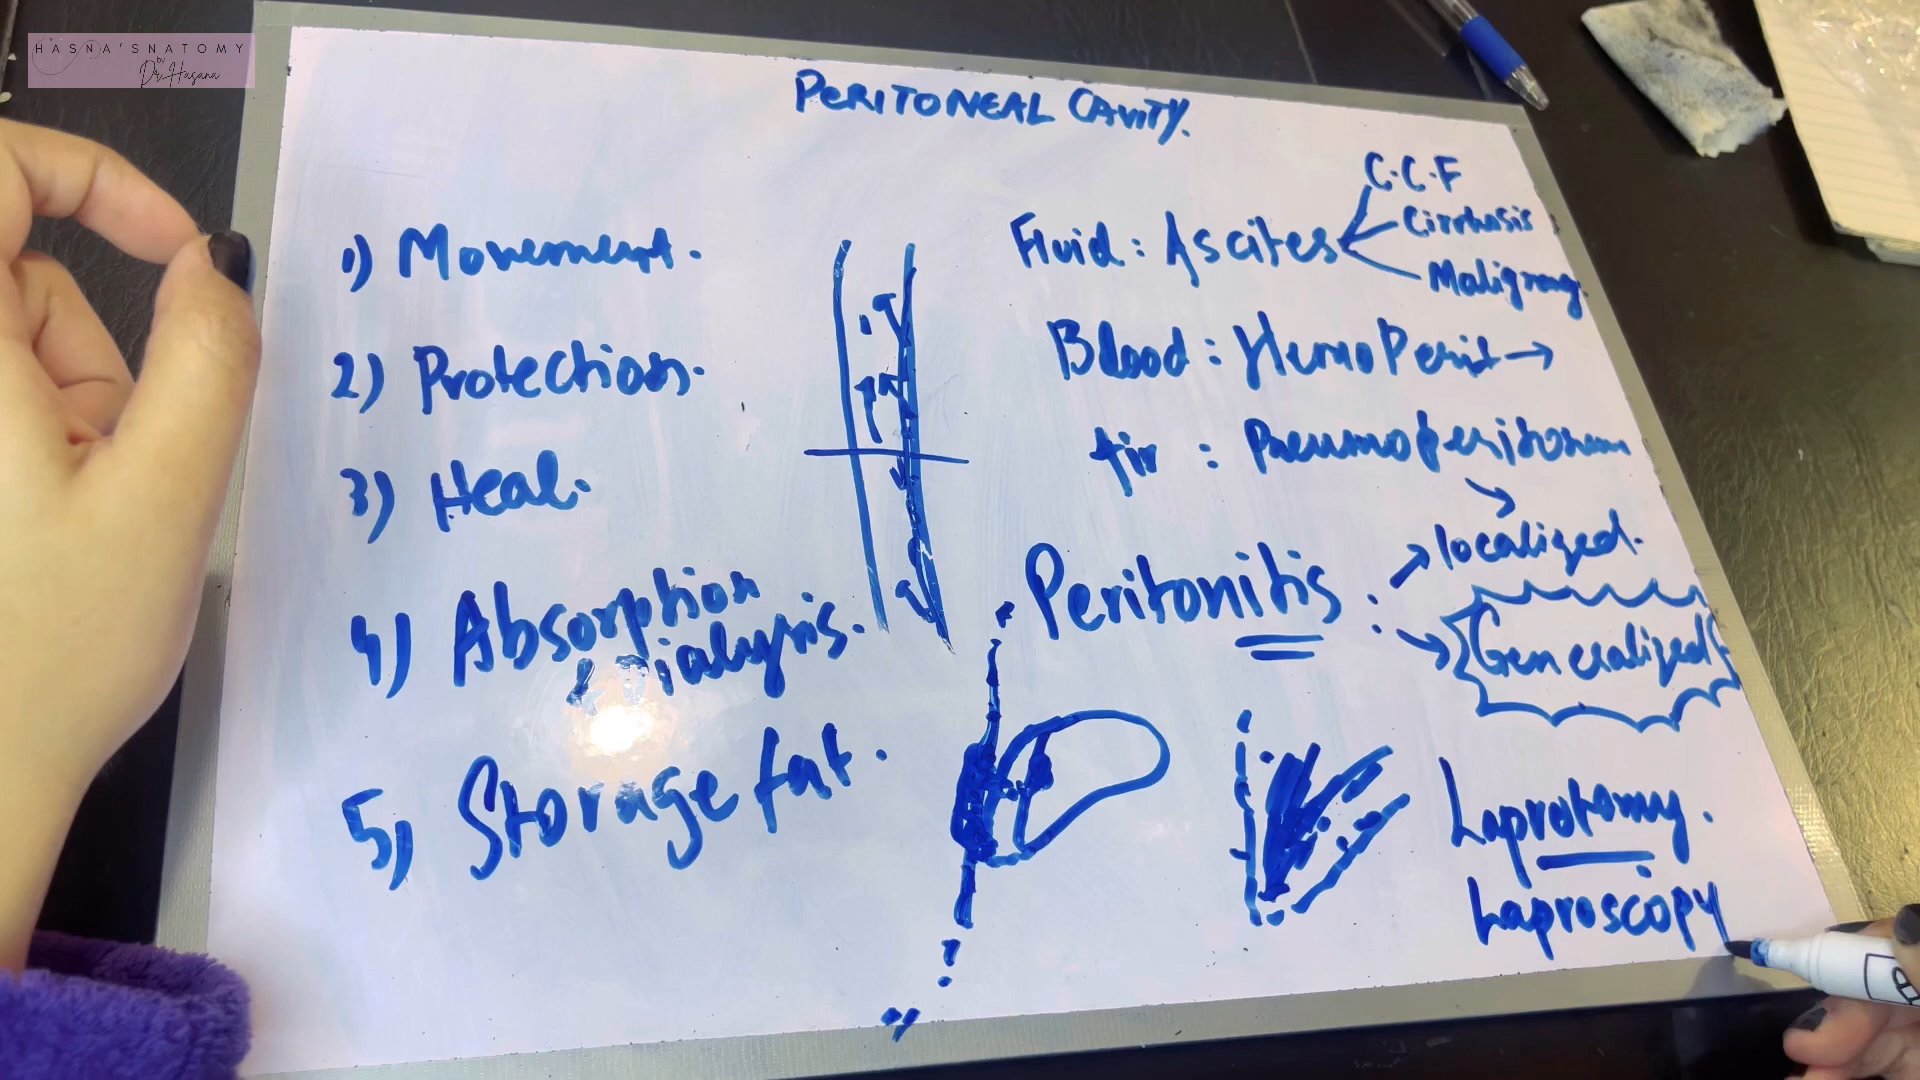 HASNA'SNATOMY
by
Dr. Hasana
PERITONEAL CAVITY.
1) Movement.
2) Protection.
3) Heal.
4) Absorption
& Dialysis.
5) Storage fat.
Fluid: Ascites
C.C.F
Cirrhosis
Blood: HemoPerit →
Air : Pneumoperitoneum
Peritonitis :
localized.
Generalized
Laprotomy.
Laproscopy